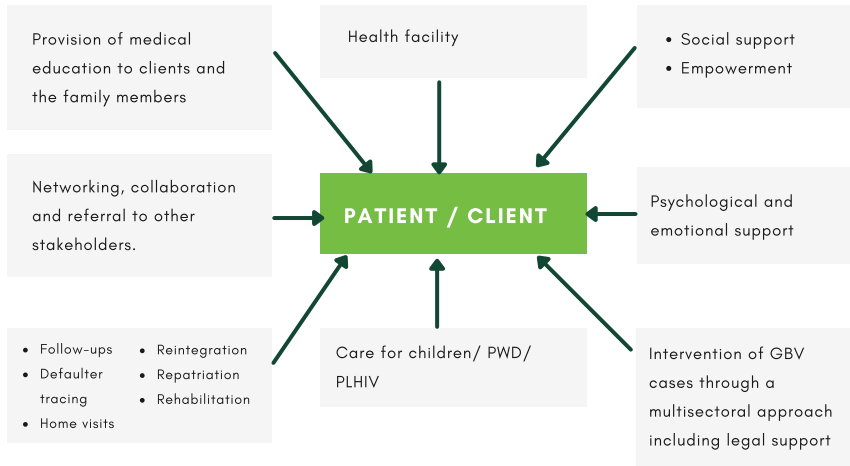 Provision of medical
education to clients and
the family members
Health facility
• Social support
• Empowerment
Networking, collaboration
and referral to other
stakeholders.
PATIENT / CLIENT
Psychological and
emotional support
• Follow-ups
• Defaulter
tracing
• Home visits
• Reintegration
• Repatriation
• Rehabilitation
Care for children/ PWD/
PLHIV
Intervention of GBV
cases through a
multisectoral approach
including legal support